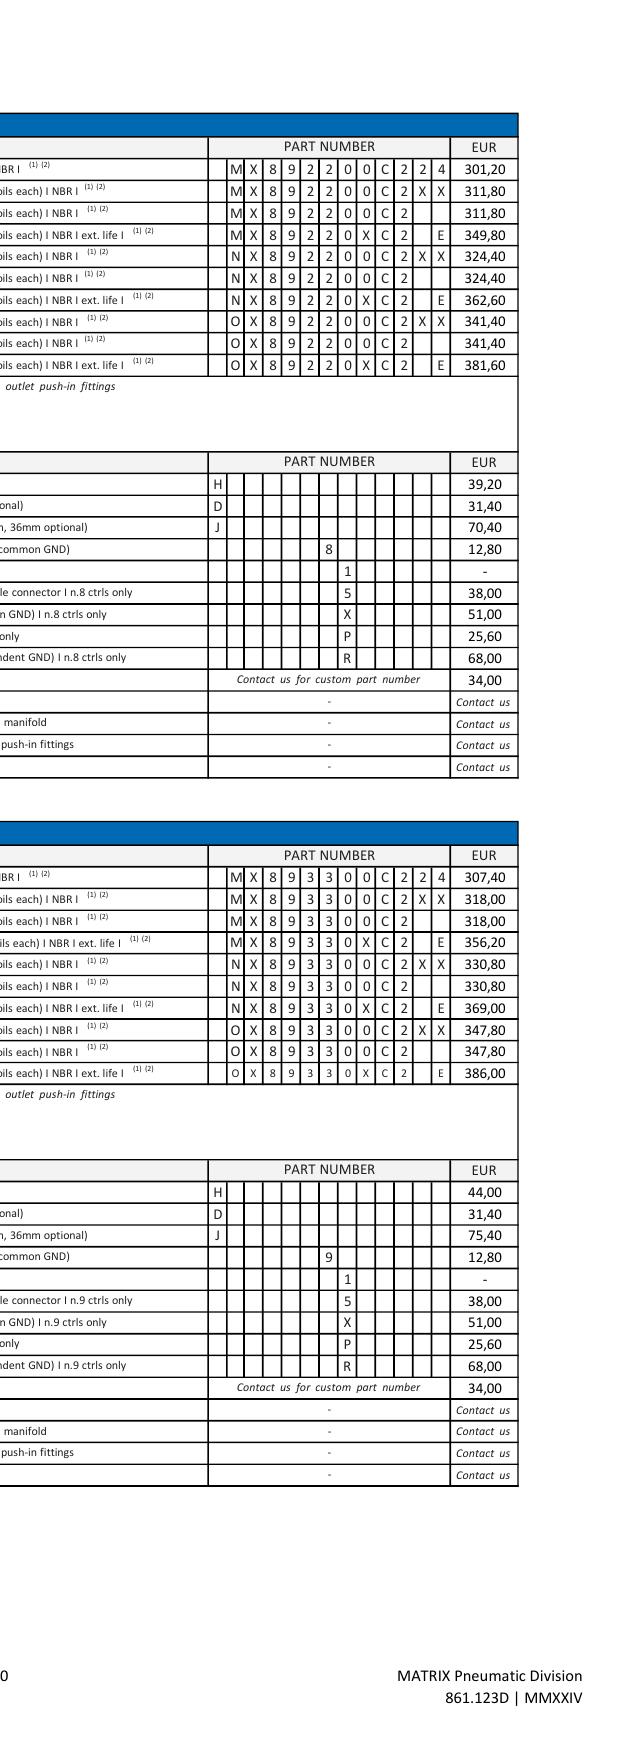 PART NUMBER EUR
NBR I (1) (2) M X 8 9 2 2 0 0 C 2 2 4 301,20
oils each) I NBR I (1) (2) M X 8 9 2 2 0 0 C 2 X X 311,80
oils each) I NBR I (1) (2) M X 8 9 2 2 0 0 C 2 311,80
oils each) I NBR I ext. life I (1) (2) M X 8 9 2 2 0 X C 2 E 349,80
oils each) I NBR I (1) (2) N X 8 9 2 2 0 0 C 2 X X 324,40
oils each) I NBR I (1) (2) N X 8 9 2 2 0 0 C 2 324,40
oils each) I NBR I ext. life I (1) (2) N X 8 9 2 2 0 X C 2 E 362,60
oils each) I NBR I (1) (2) O X 8 9 2 2 0 0 C 2 X X 341,40
oils each) I NBR I (1) (2) O X 8 9 2 2 0 0 C 2 341,40
oils each) I NBR I ext. life I (1) (2) O X 8 9 2 2 0 X C 2 E 381,60
outlet push-in fittings
PART NUMBER EUR
H 39,20
onal) D 31,40
n, 36mm optional) J 70,40
common GND) 8 12,80
1 -
le connector I n.8 ctrls only 5 38,00
n GND) I n.8 ctrls only X 51,00
only P 25,60
ndent GND) I n.8 ctrls only R 68,00
Contact us for custom part number 34,00
- Contact us
manifold - Contact us
push-in fittings - Contact us
- Contact us
PART NUMBER EUR
NBR I (1) (2) M X 8 9 3 3 0 0 C 2 2 4 307,40
oils each) I NBR I (1) (2) M X 8 9 3 3 0 0 C 2 X X 318,00
oils each) I NBR I (1) (2) M X 8 9 3 3 0 0 C 2 318,00
ils each) I NBR I ext. life I (1) (2) M X 8 9 3 3 0 X C 2 E 356,20
oils each) I NBR I (1) (2) N X 8 9 3 3 0 0 C 2 X X 330,80
oils each) I NBR I (1) (2) N X 8 9 3 3 0 0 C 2 330,80
oils each) I NBR I ext. life I (1) (2) N X 8 9 3 3 0 X C 2 E 369,00
oils each) I NBR I (1) (2) O X 8 9 3 3 0 0 C 2 X X 347,80
oils each) I NBR I (1) (2) O X 8 9 3 3 0 0 C 2 347,80
oils each) I NBR I ext. life I (1) (2) O X 8 9 3 3 0 X C 2 E 386,00
outlet push-in fittings
PART NUMBER EUR
H 44,00
onal) D 31,40
n, 36mm optional) J 75,40
common GND) 9 12,80
1 -
le connector I n.9 ctrls only 5 38,00
n GND) I n.9 ctrls only X 51,00
only P 25,60
ndent GND) I n.9 ctrls only R 68,00
Contact us for custom part number 34,00
- Contact us
manifold - Contact us
push-in fittings - Contact us
- Contact us
0 MATRIX Pneumatic Division
861.123D | MMXXIV